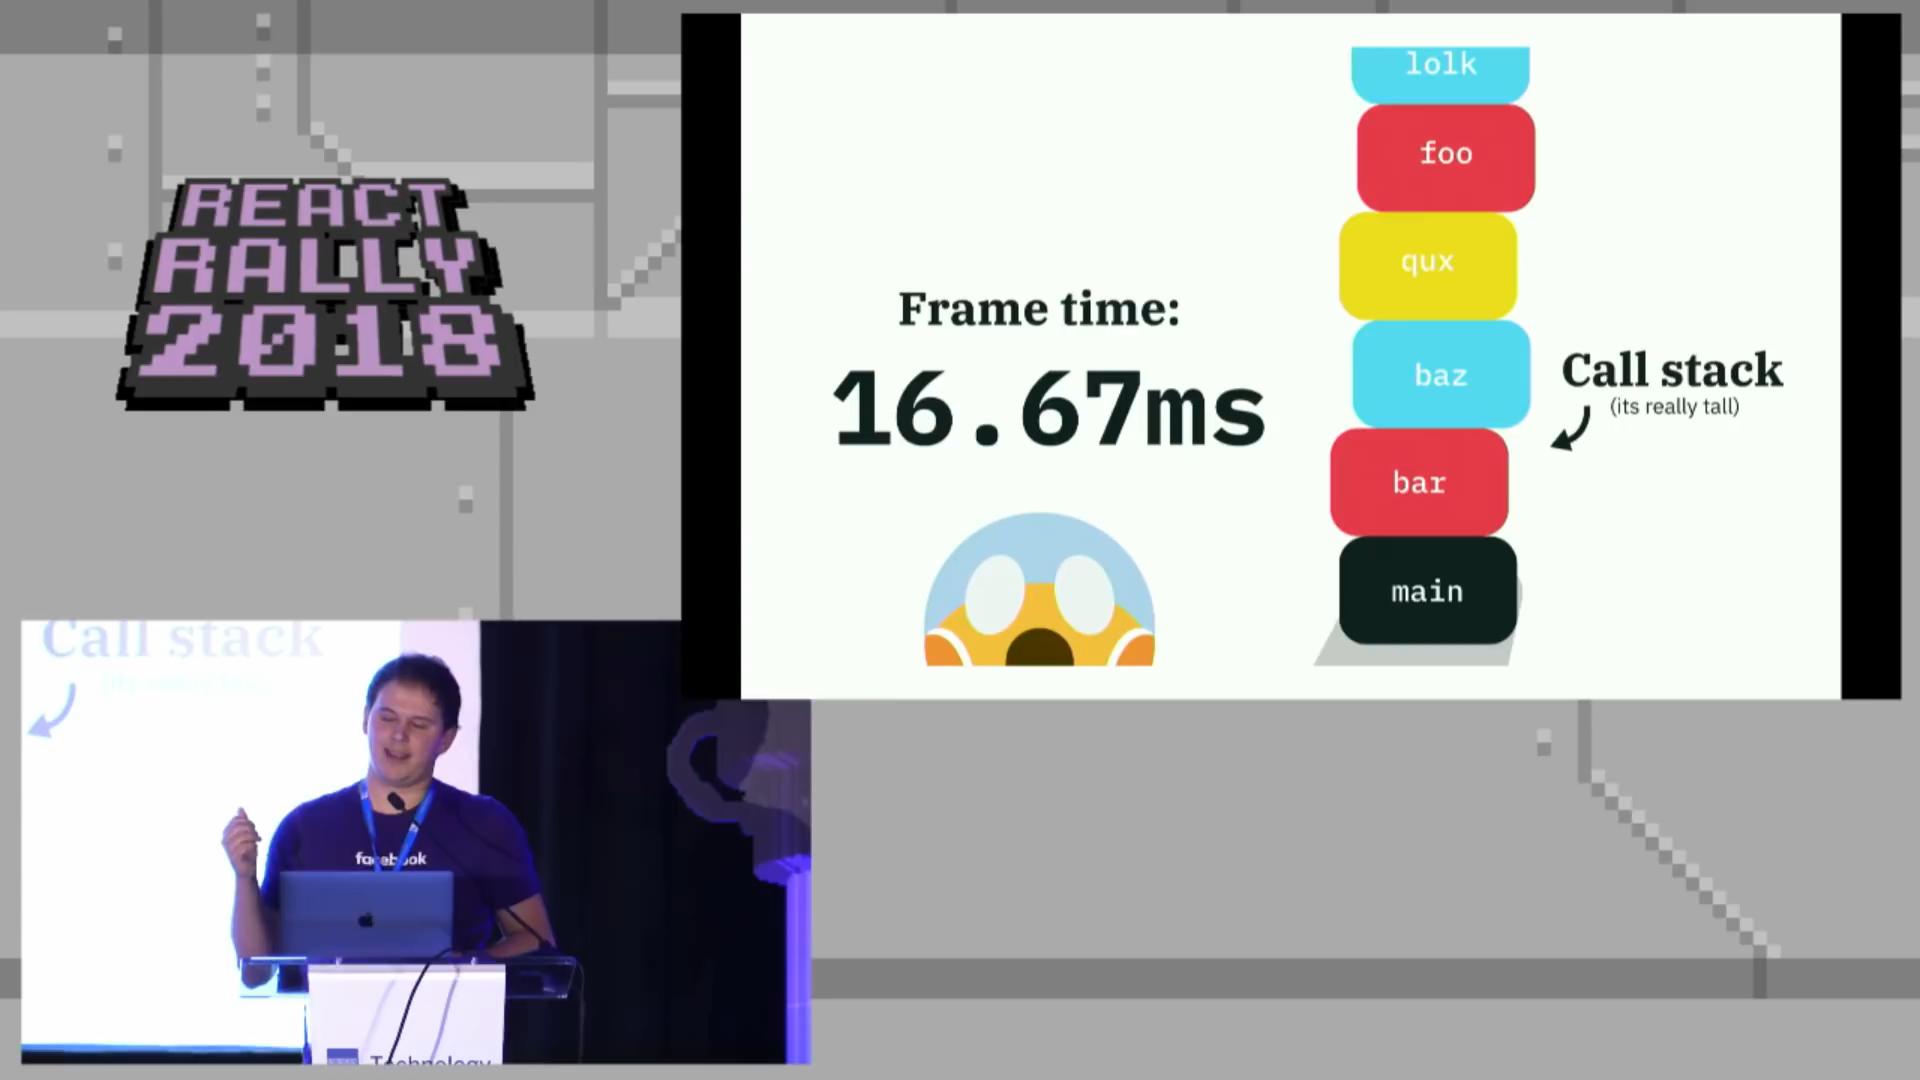 REACT
RALLY
2018
Frame time:
16.67ms
lolk
foo
qux
baz
bar
main
Call stack
(its really tall)
Call stack
facebook
Technology